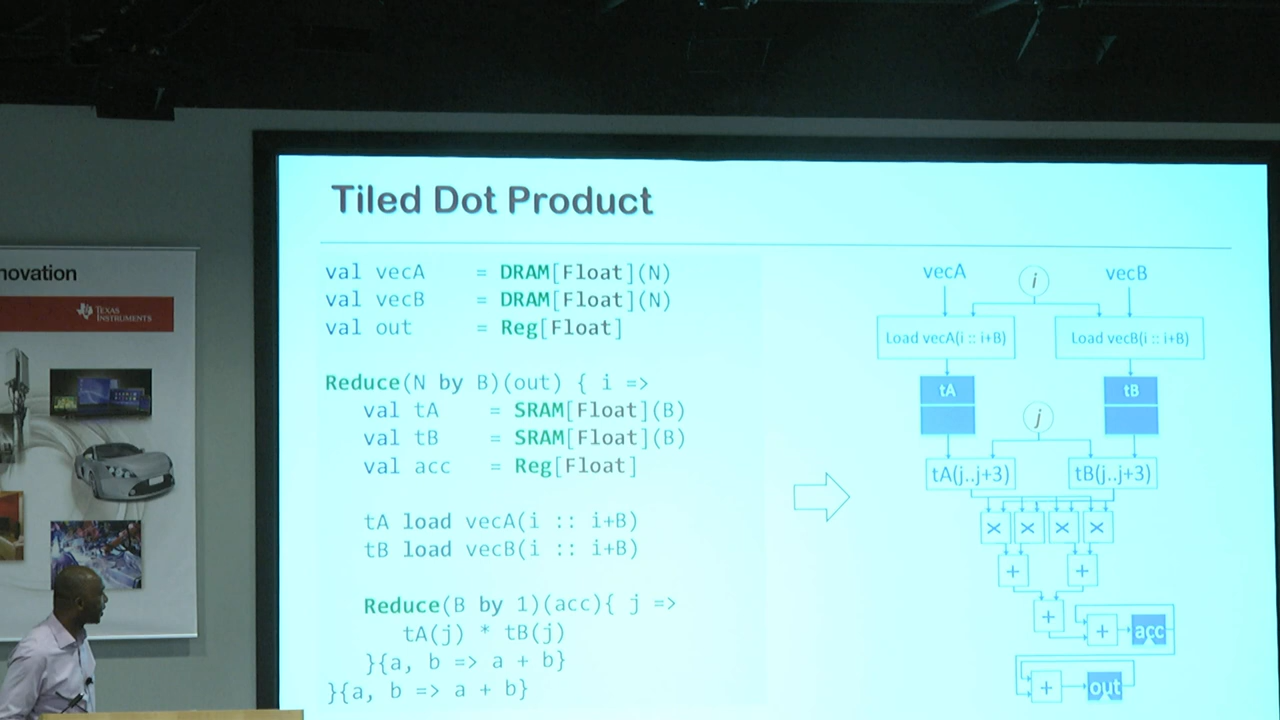 novation
TEXAS
INSTRUMENTS
Tiled Dot Product
val vecA = DRAM[Float](N)
val vecB = DRAM[Float](N)
val out = Reg[Float]
Reduce(N by B)(out) { i =>
val tA = SRAM[Float](B)
val tB = SRAM[Float](B)
val acc = Reg[Float]
tA load vecA(i :: i+B)
tB load vecB(i :: i+B)
Reduce(B by 1)(acc){ j =>
tA(j) * tB(j)
}{a, b => a + b}
}{a, b => a + b}
vecA i vecB
Load vecA(i :: i+B) Load vecB(i :: i+B)
tA tB
j
tA(j..j+3) tB(j..j+3)
× × × ×
+ +
+
+ acc
+ out